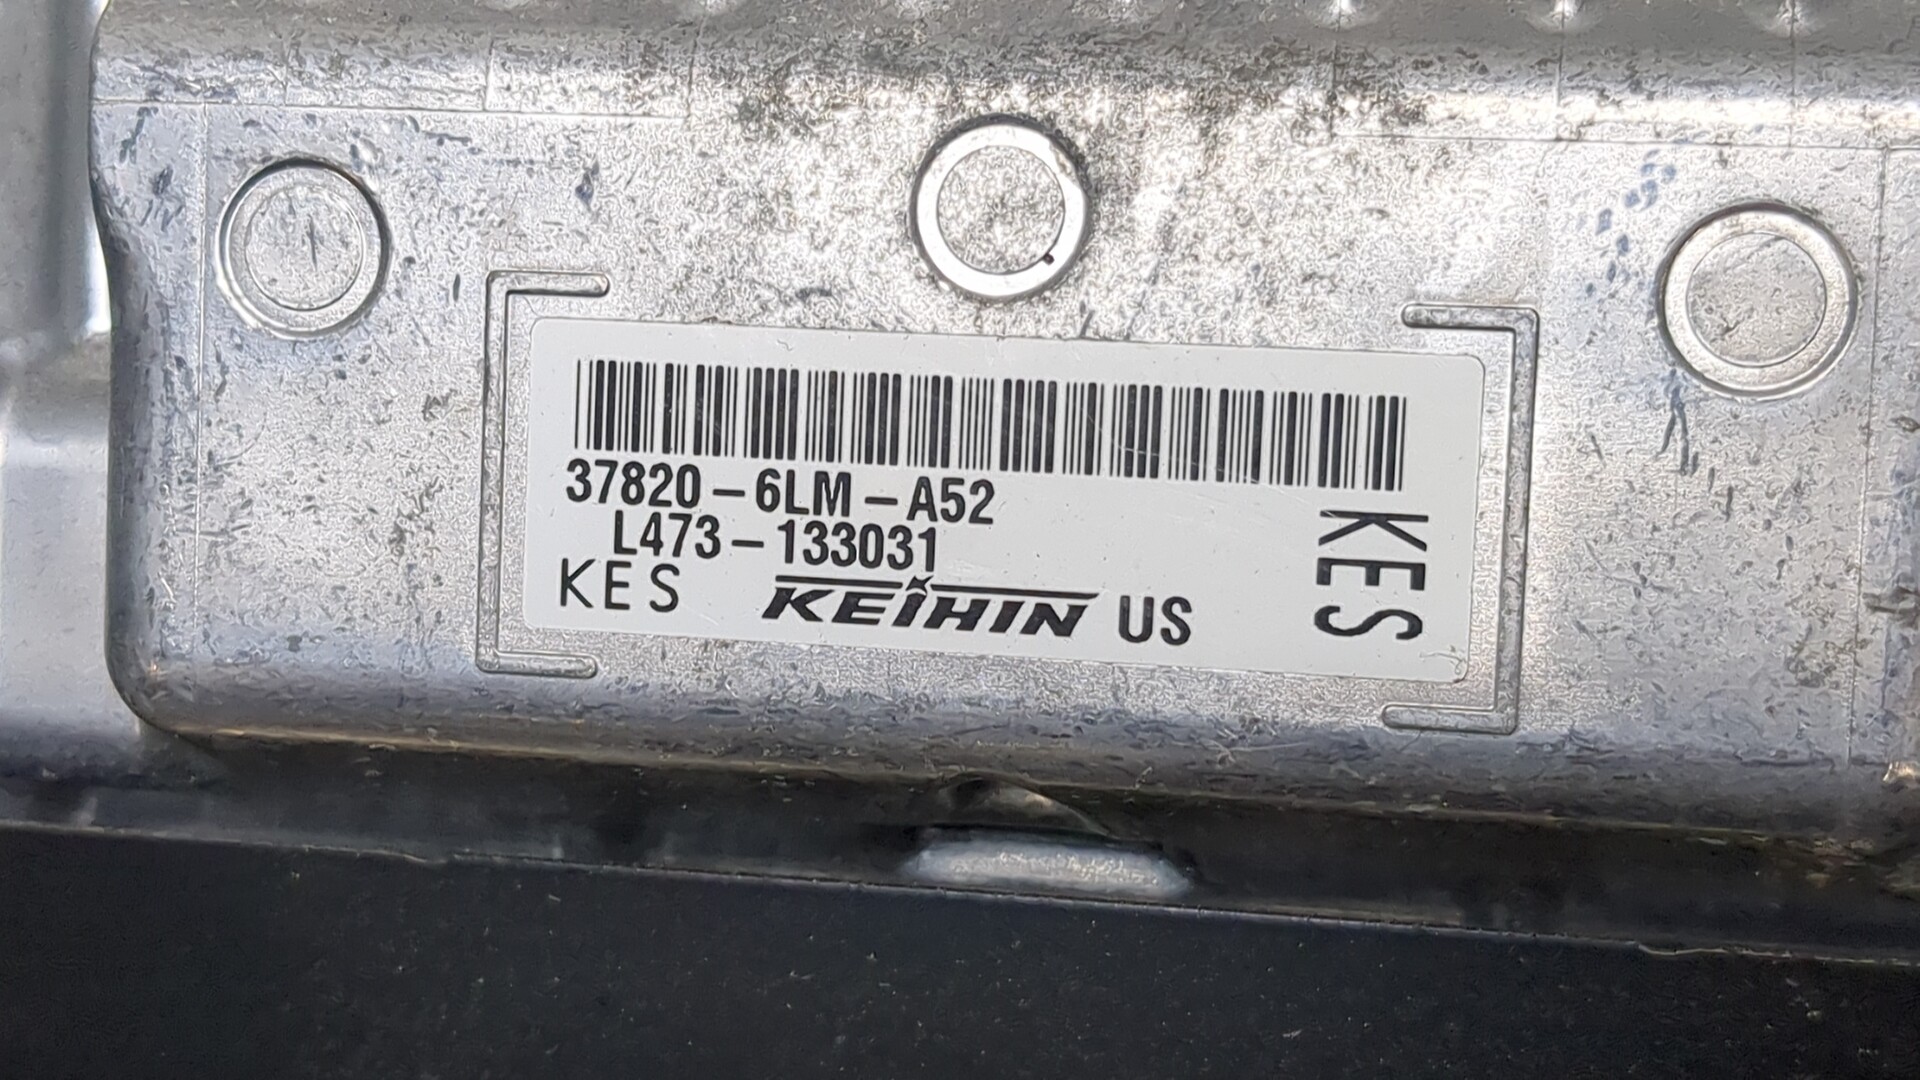 37820-6LM-A52
L473-133031
KES KEIHIN US
KES